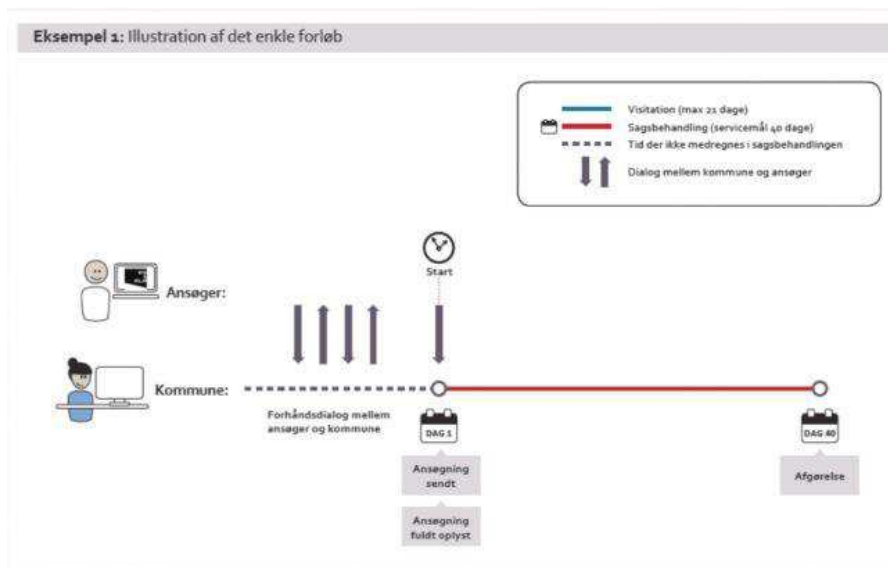 Eksempel 1: Illustration af det enkle forløb
Visitation (max 21 dage)
Sagsbehandling (servicemål 40 dage)
Tid der ikke medregnes i sagsbehandlingen
Dialog mellem kommune og ansøger
Start
Ansøger:
Kommune:
Forhåndsdialog mellem
ansøger og kommune
DAG 1
DAG 40
Ansøgning
sendt
Afgørelse
Ansøgning
fuldt oplyst